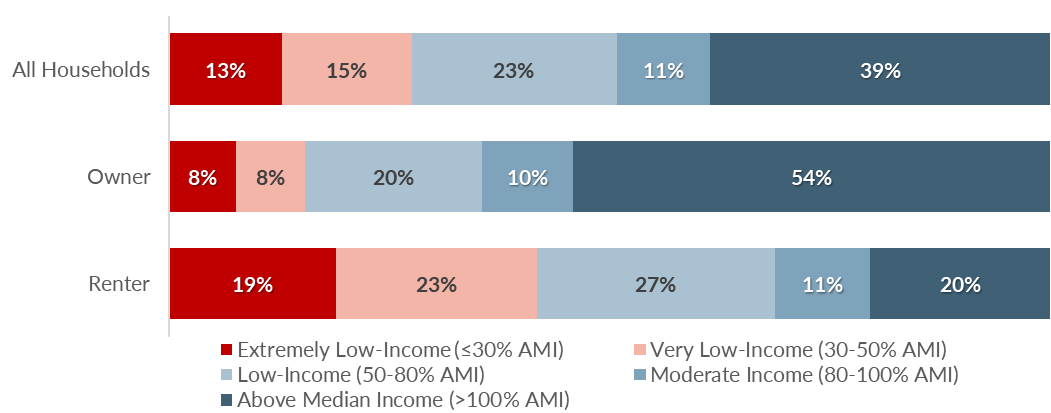 All Households 13% 15% 23% 11% 39%
Owner 8% 8% 20% 10% 54%
Renter 19% 23% 27% 11% 20%
Extremely Low-Income (≤30% AMI) Very Low-Income (30-50% AMI)
Low-Income (50-80% AMI) Moderate Income (80-100% AMI)
Above Median Income (>100% AMI)